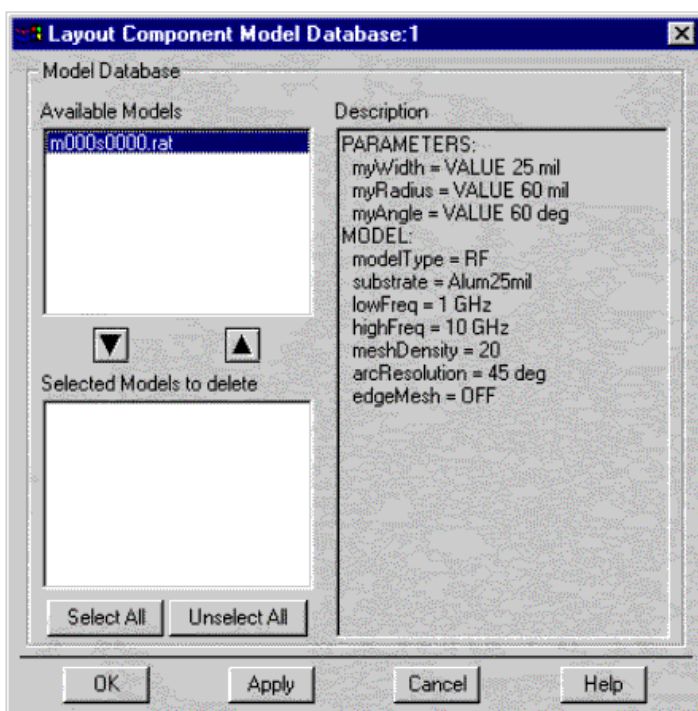 Layout Component Model Database:1
Model Database
Available Models
m000s0000.rat
Selected Models to delete
Select All
Unselect All
Description
PARAMETERS:
myWidth = VALUE 25 mil
myRadius = VALUE 60 mil
myAngle = VALUE 60 deg
MODEL:
modelType = RF
substrate = Alum25mil
lowFreq = 1 GHz
highFreq = 10 GHz
meshDensity = 20
arcResolution = 45 deg
edgeMesh = OFF
OK
Apply
Cancel
Help